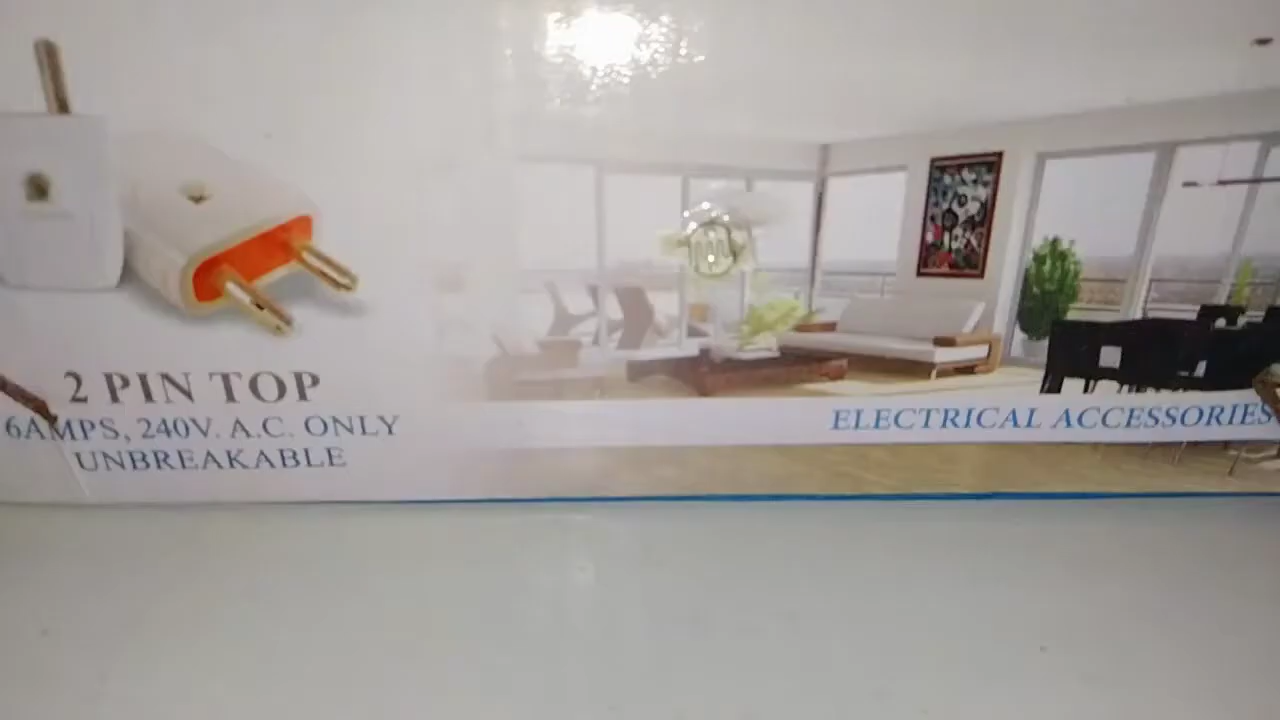 2 PIN TOP
6AMPS, 240V. A.C. ONLY
UNBREAKABLE
ELECTRICAL ACCESSORIES